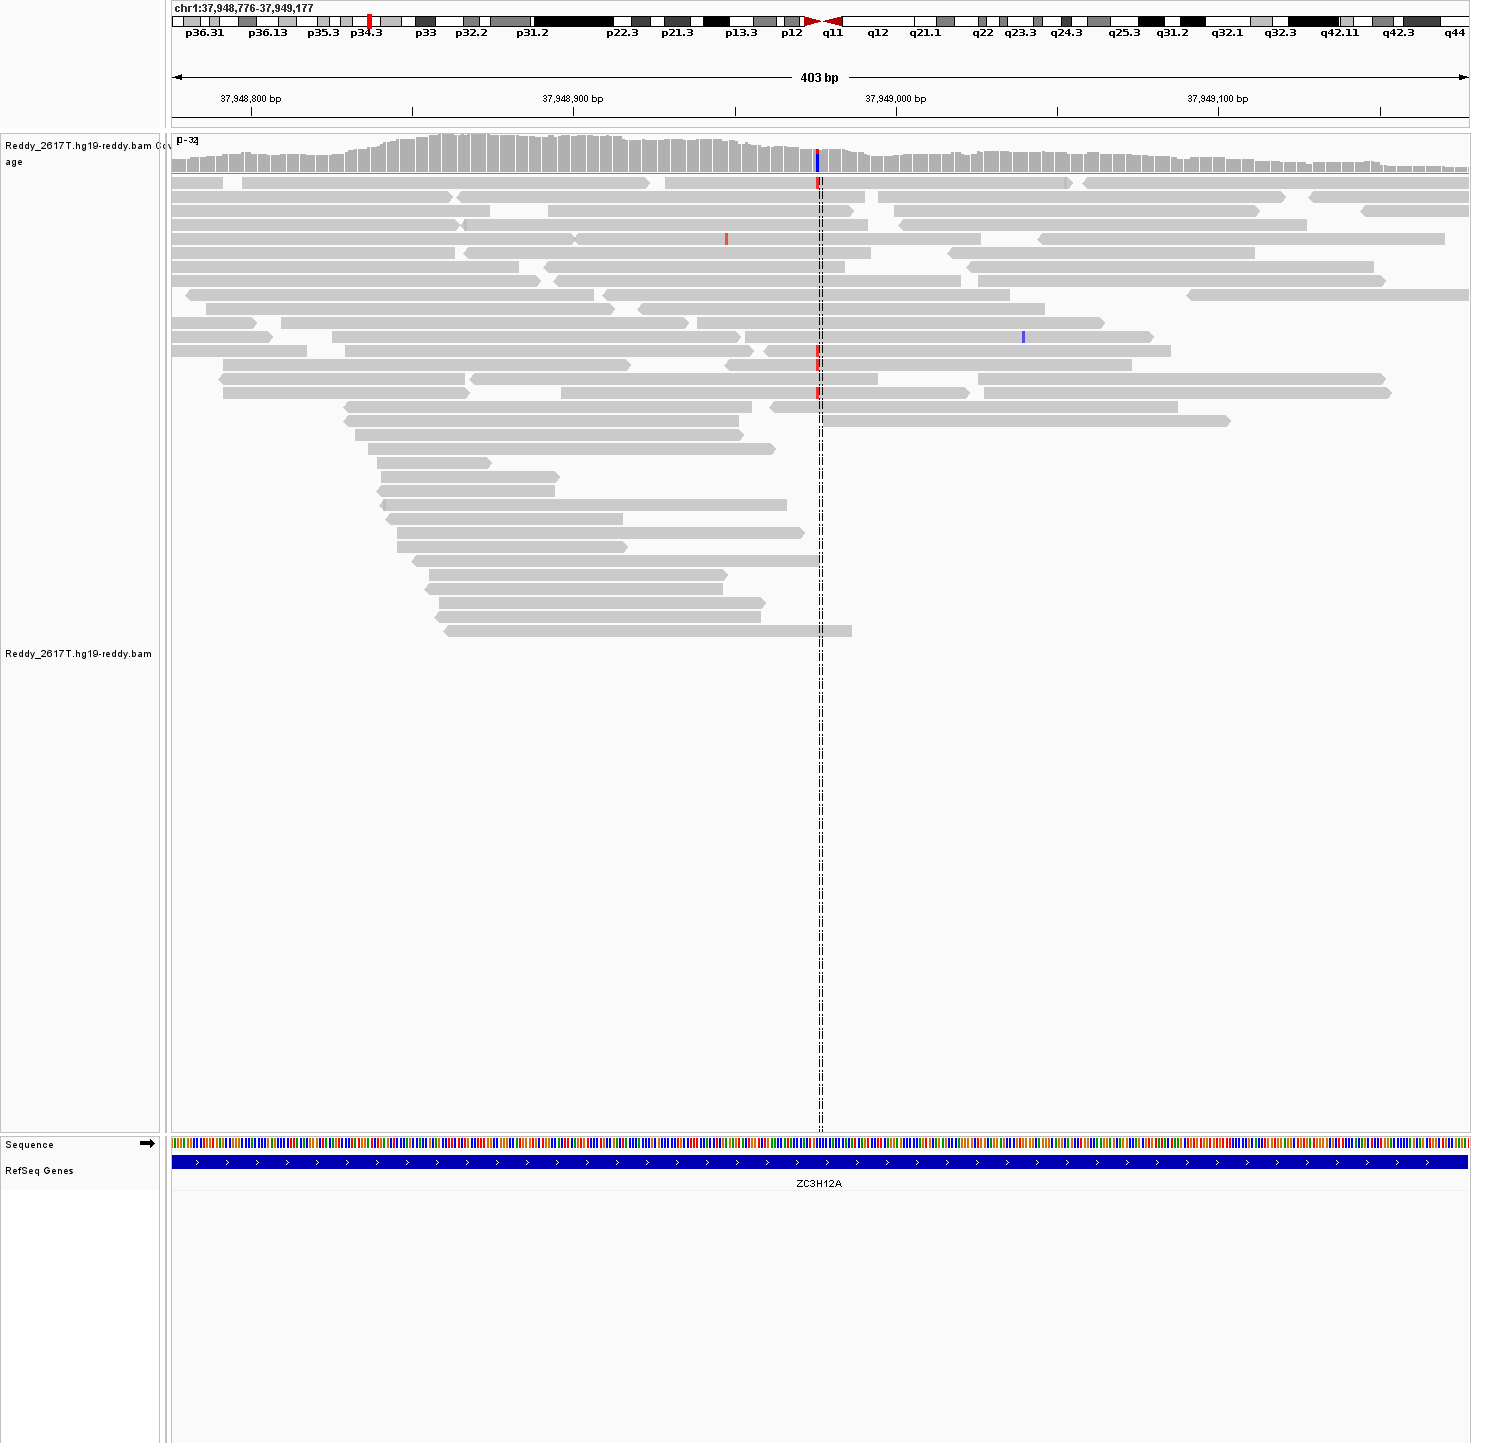 chr1:37,948,776-37,949,177
p36.31 p36.13 p35.3 p34.3 p33 p32.2 p31.2 p22.3 p21.3 p13.3 p12 q11 q12 q21.1 q22 q23.3 q24.3 q25.3 q31.2 q32.1 q32.3 q42.11 q42.3 q44
403 bp
37,948,800 bp 37,948,900 bp 37,949,000 bp 37,949,100 bp
[0-32]
Reddy_2617T.hg19-reddy.bam Cov
age
Reddy_2617T.hg19-reddy.bam
Sequence
RefSeq Genes
ZC3H12A